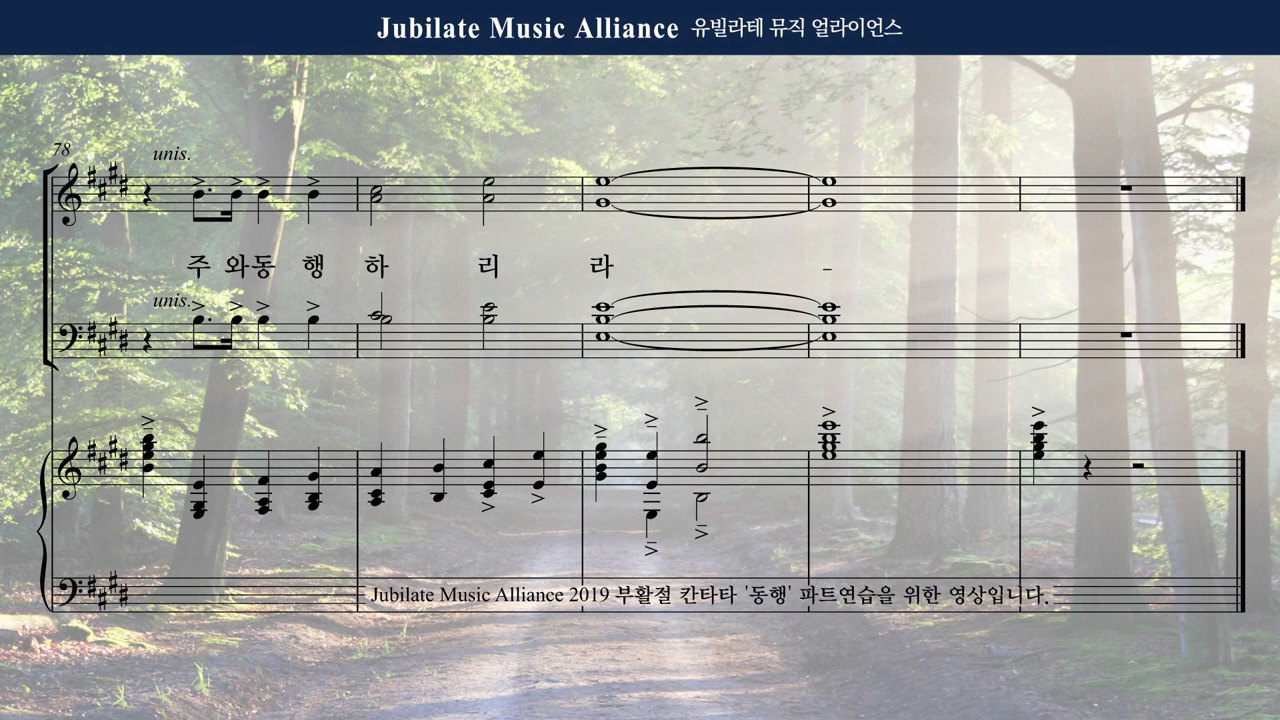 Jubilate Music Alliance 유빌라테 뮤직 얼라이언스
78
unis.
주 와 동 행 하 리 라 -
unis.
Jubilate Music Alliance 2019 부활절 칸타타 '동행' 파트연습을 위한 영상입니다.